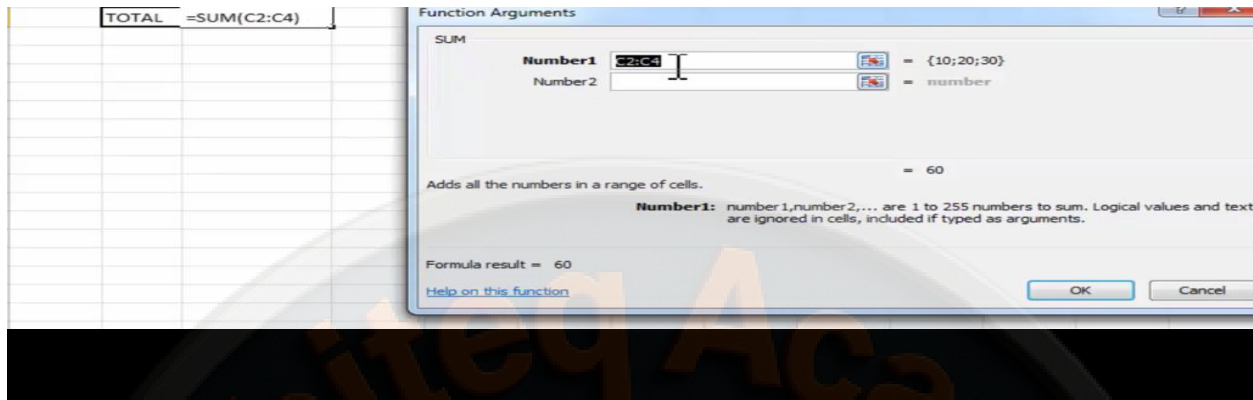 TOTAL =SUM(C2:C4)
Function Arguments
SUM
Number1 C2:C4 = {10;20;30}
Number2 = number
= 60
Adds all the numbers in a range of cells.
Number1: number1,number2,... are 1 to 255 numbers to sum. Logical values and text
are ignored in cells, included if typed as arguments.
Formula result = 60
Help on this function OK Cancel
iteq Aca